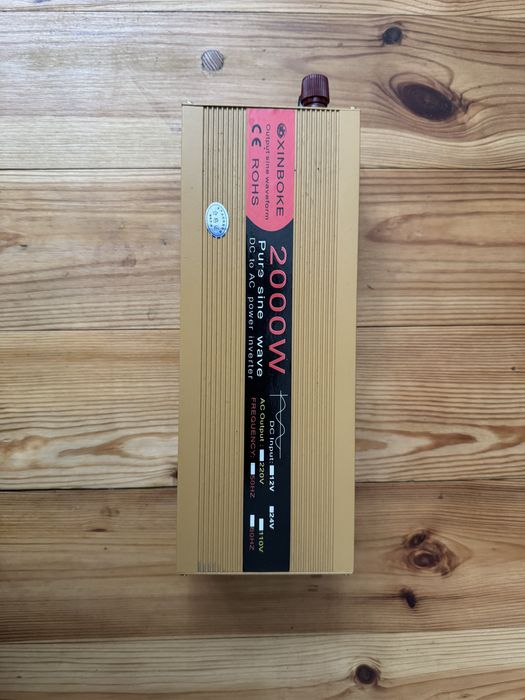 XINBOKE
Output sine waveform
CE ROHS
2000W
Purɘ sine wave
DC to AC power inverter
DC Input: 12V 24V
AC Output: 220V 110V
FREQUENCY: 50HZ 60HZ